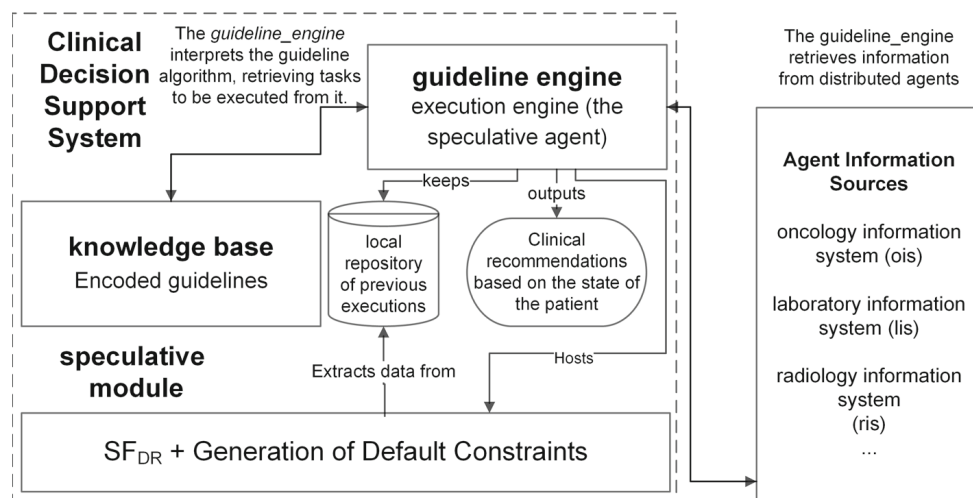 Clinical
Decision
Support
System
The guideline_engine
interprets the guideline
algorithm, retrieving tasks
to be executed from it.
guideline engine
execution engine (the
speculative agent)
The guideline_engine
retrieves information
from distributed agents
keeps
outputs
knowledge base
Encoded guidelines
local
repository
of previous
executions
Clinical
recommendations
based on the state of
the patient
Agent Information
Sources
oncology information
system (ois)
laboratory information
system (lis)
radiology information
system
(ris)
...
speculative
module
Extracts data from
Hosts
SFDR + Generation of Default Constraints